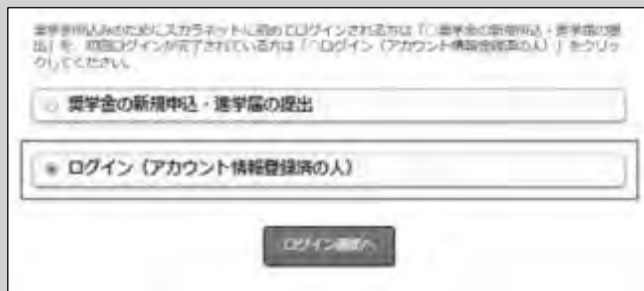 奨学金申込みのためにスカラネットに初めてログインされる方は「○奨学金の新規申込・進学届の提
出」を、初回ログインが完了されている方は「○ログイン（アカウント情報登録済の人）」をクリッ
クしてください。
奨学金の新規申込・進学届の提出
ログイン（アカウント情報登録済の人）
ログイン画面へ